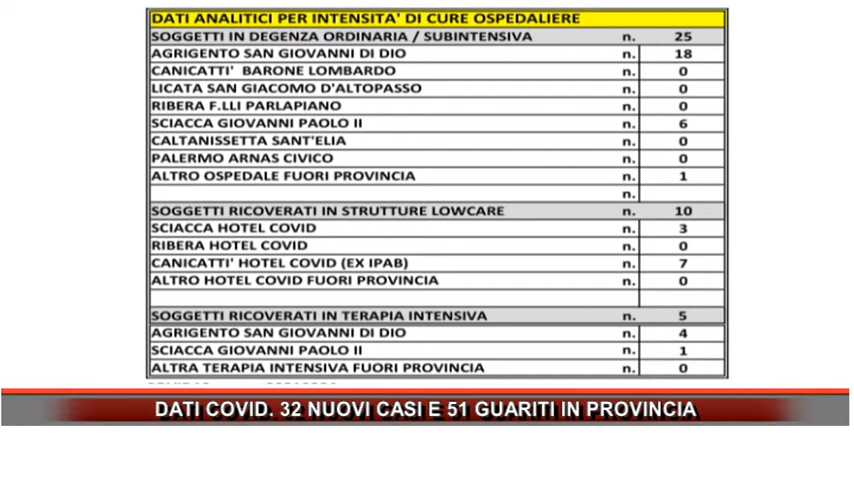 DATI ANALITICI PER INTENSITA' DI CURE OSPEDALIERE
SOGGETTI IN DEGENZA ORDINARIA / SUBINTENSIVA n. 25
AGRIGENTO SAN GIOVANNI DI DIO n. 18
CANICATTI' BARONE LOMBARDO n. 0
LICATA SAN GIACOMO D'ALTOPASSO n. 0
RIBERA F.LLI PARLAPIANO n. 0
SCIACCA GIOVANNI PAOLO II n. 6
CALTANISSETTA SANT'ELIA n. 0
PALERMO ARNAS CIVICO n. 0
ALTRO OSPEDALE FUORI PROVINCIA n. 1
n.
SOGGETTI RICOVERATI IN STRUTTURE LOWCARE n. 10
SCIACCA HOTEL COVID n. 3
RIBERA HOTEL COVID n. 0
CANICATTI' HOTEL COVID (EX IPAB) n. 7
ALTRO HOTEL COVID FUORI PROVINCIA n. 0
SOGGETTI RICOVERATI IN TERAPIA INTENSIVA n. 5
AGRIGENTO SAN GIOVANNI DI DIO n. 4
SCIACCA GIOVANNI PAOLO II n. 1
ALTRA TERAPIA INTENSIVA FUORI PROVINCIA n. 0
DATI COVID. 32 NUOVI CASI E 51 GUARITI IN PROVINCIA